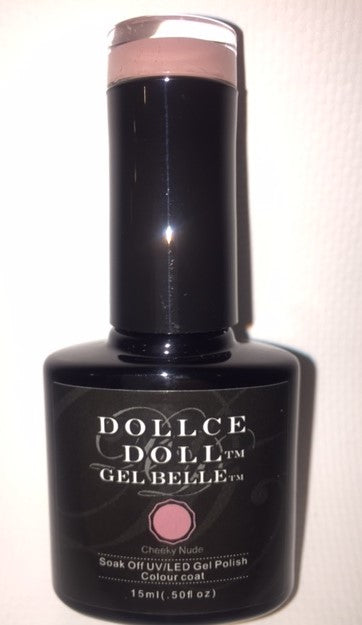 DOLLCE
DOLL™
GEL BELLE™
Cheeky Nude
Soak Off UV/LED Gel Polish
Colour coat
15ml(.50fl oz)